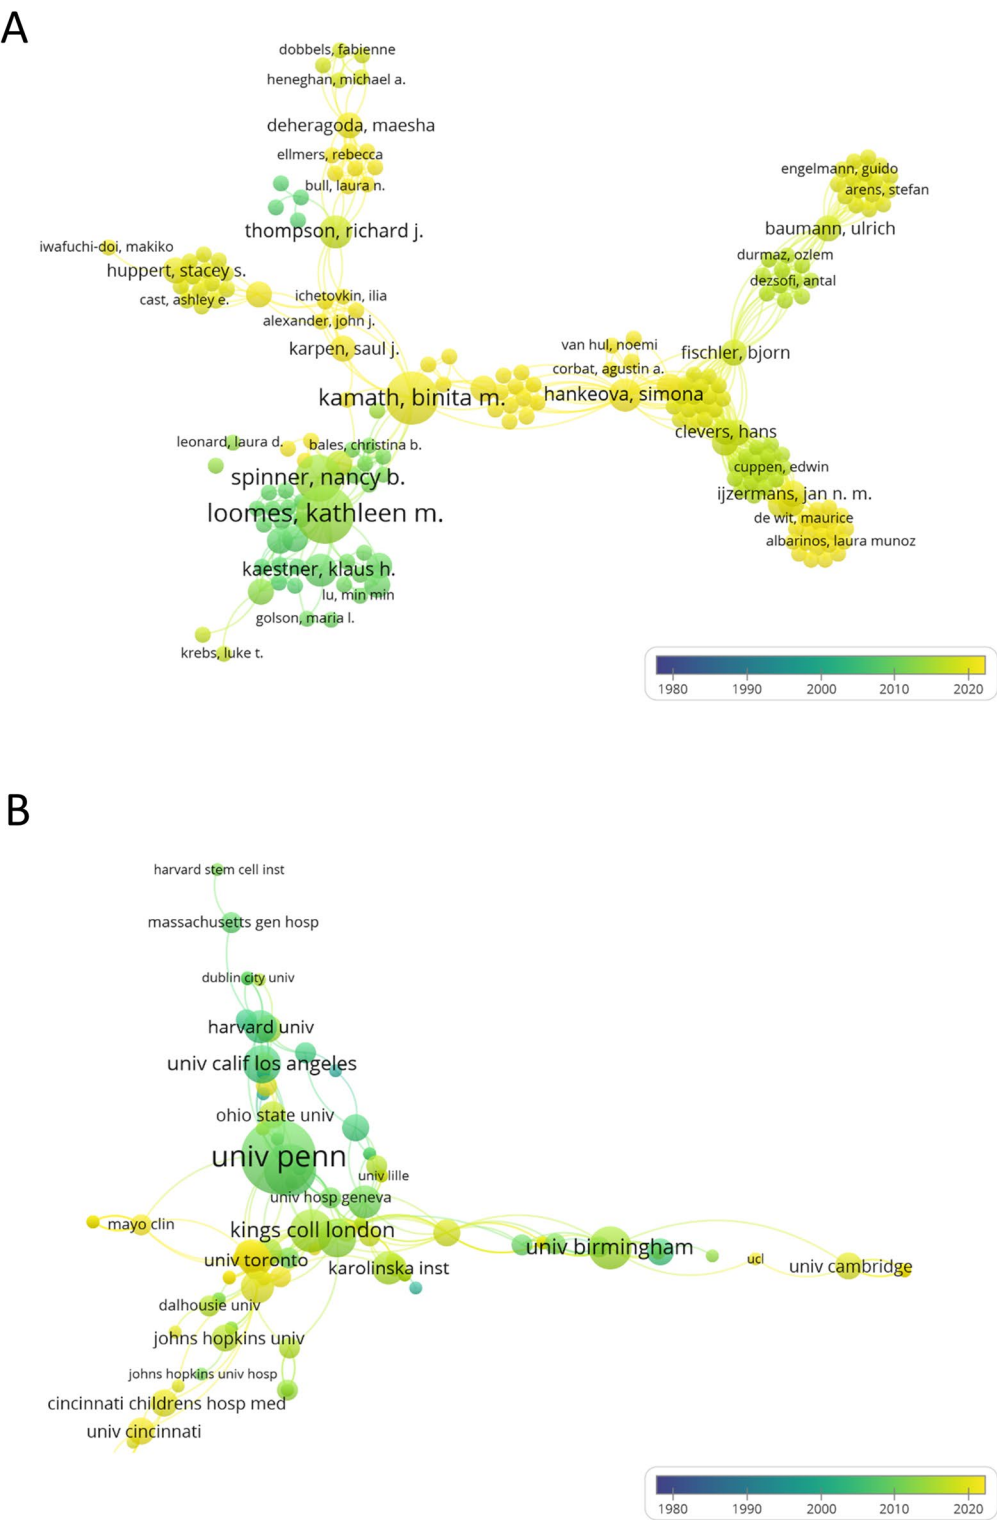 A
dobbels, fabienne
heneghan, michael a.
deheragoda, maesha
ellmers, rebecca
bull, laura n.
thompson, richard j.
engelmann, guido
arens, stefan
baumann, ulrich
durmaz, ozlem
dezsofi, antal
iwafuchi-doi, makiko
huppert, stacey s.
cast, ashley e.
ichetovkin, ilia
alexander, john j.
karpen, saul j.
van hul, noemi
corbat, agustin a.
fischler, bjorn
kamath, binita m.
hankeova, simona
clevers, hans
leonard, laura d.
bales, christina b.
spinner, nancy b.
cuppen, edwin
ijzermans, jan n. m.
loomes, kathleen m.
de wit, maurice
albarinos, laura munoz
kaestner, klaus h.
lu, min min
golson, maria l.
krebs, luke t.
1980 1990 2000 2010 2020
B
harvard stem cell inst
massachusetts gen hosp
dublin city univ
harvard univ
univ calif los angeles
ohio state univ
univ penn
univ lille
univ hosp geneva
mayo clin
kings coll london
univ birmingham
univ toronto
karolinska inst
ucl
univ cambridge
dalhousie univ
johns hopkins univ
johns hopkins univ hosp
cincinnati childrens hosp med
univ cincinnati
1980 1990 2000 2010 2020